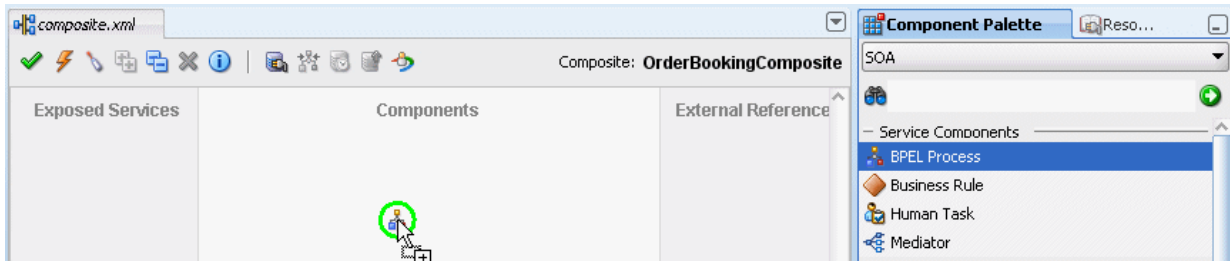 composite.xml
Component Palette
Reso...
Composite: OrderBookingComposite
SOA
Exposed Services
Components
External Reference
Service Components
BPEL Process
Business Rule
Human Task
Mediator